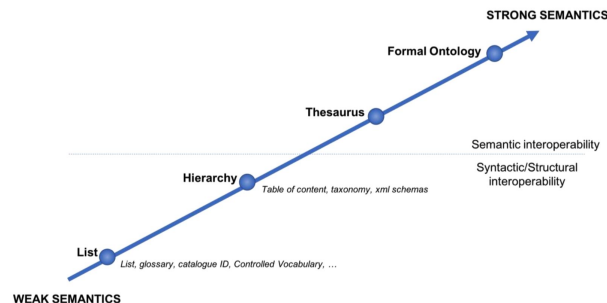 STRONG SEMANTICS
Formal Ontology
Thesaurus
Semantic interoperability
Syntactic/Structural
interoperability
Hierarchy
Table of content, taxonomy, xml schemas
List
List, glossary, catalogue ID, Controlled Vocabulary, …
WEAK SEMANTICS